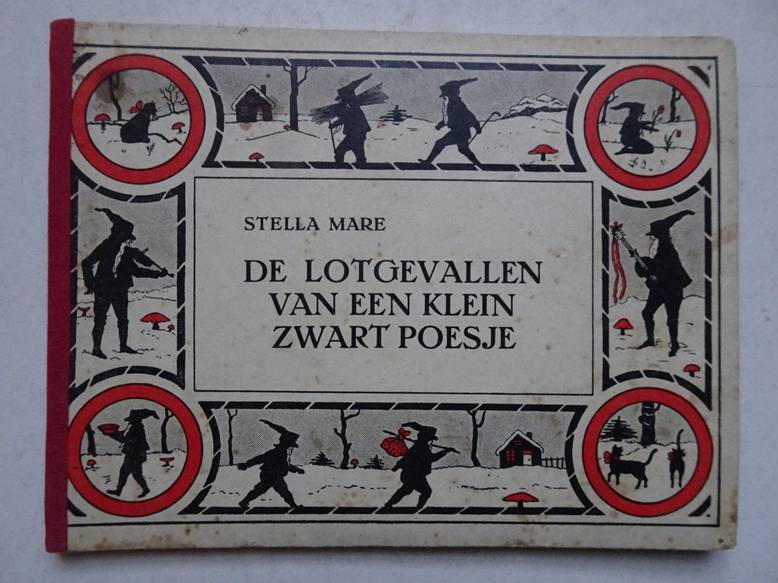 STELLA MARE
DE LOTGEVALLEN
VAN EEN KLEIN
ZWART POESJE